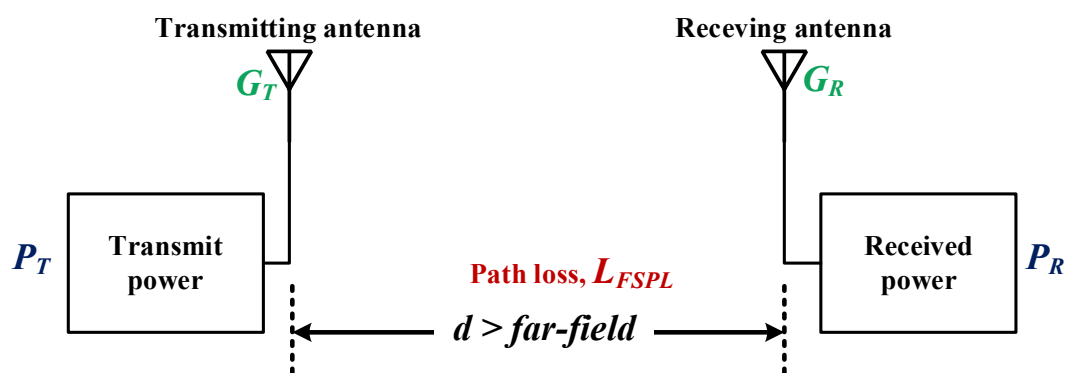 Transmitting antenna
Receving antenna
G_T
G_R
Transmit
power
P_T
Received
power
P_R
Path loss, L_FSPL
d > far-field